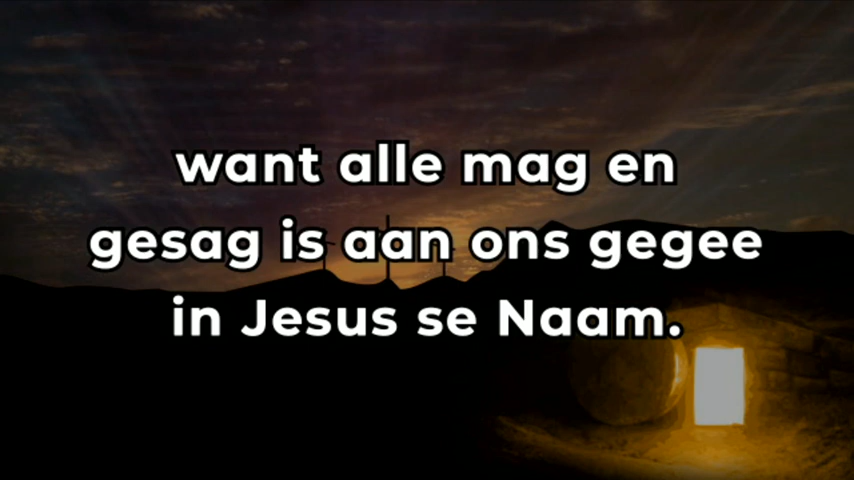 want alle mag en
gesag is aan ons gegee
in Jesus se Naam.